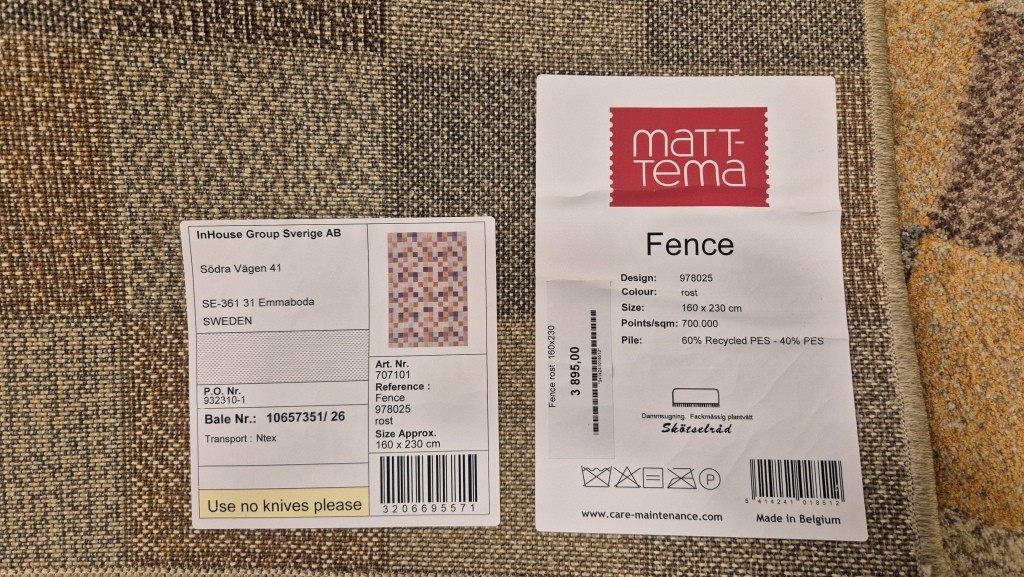 InHouse Group Sverige AB
Södra Vägen 41
SE-361 31 Emmaboda
SWEDEN
P.O. Nr.
932310-1
Bale Nr.: 10657351/ 26
Transport : Ntex
Use no knives please
Art. Nr.
707101
Reference :
Fence
978025
rost
Size Approx.
160 x 230 cm
3206695571
MATT-
TEMA
Fence
Design: 978025
Colour: rost
Size: 160 x 230 cm
Points/sqm: 700.000
Pile: 60% Recycled PES - 40% PES
Fence rost 160x230
3 895,00
Dammsugning. Fackmässig plantvätt
Skötselråd
P
www.care-maintenance.com
5 414241 016512
Made in Belgium